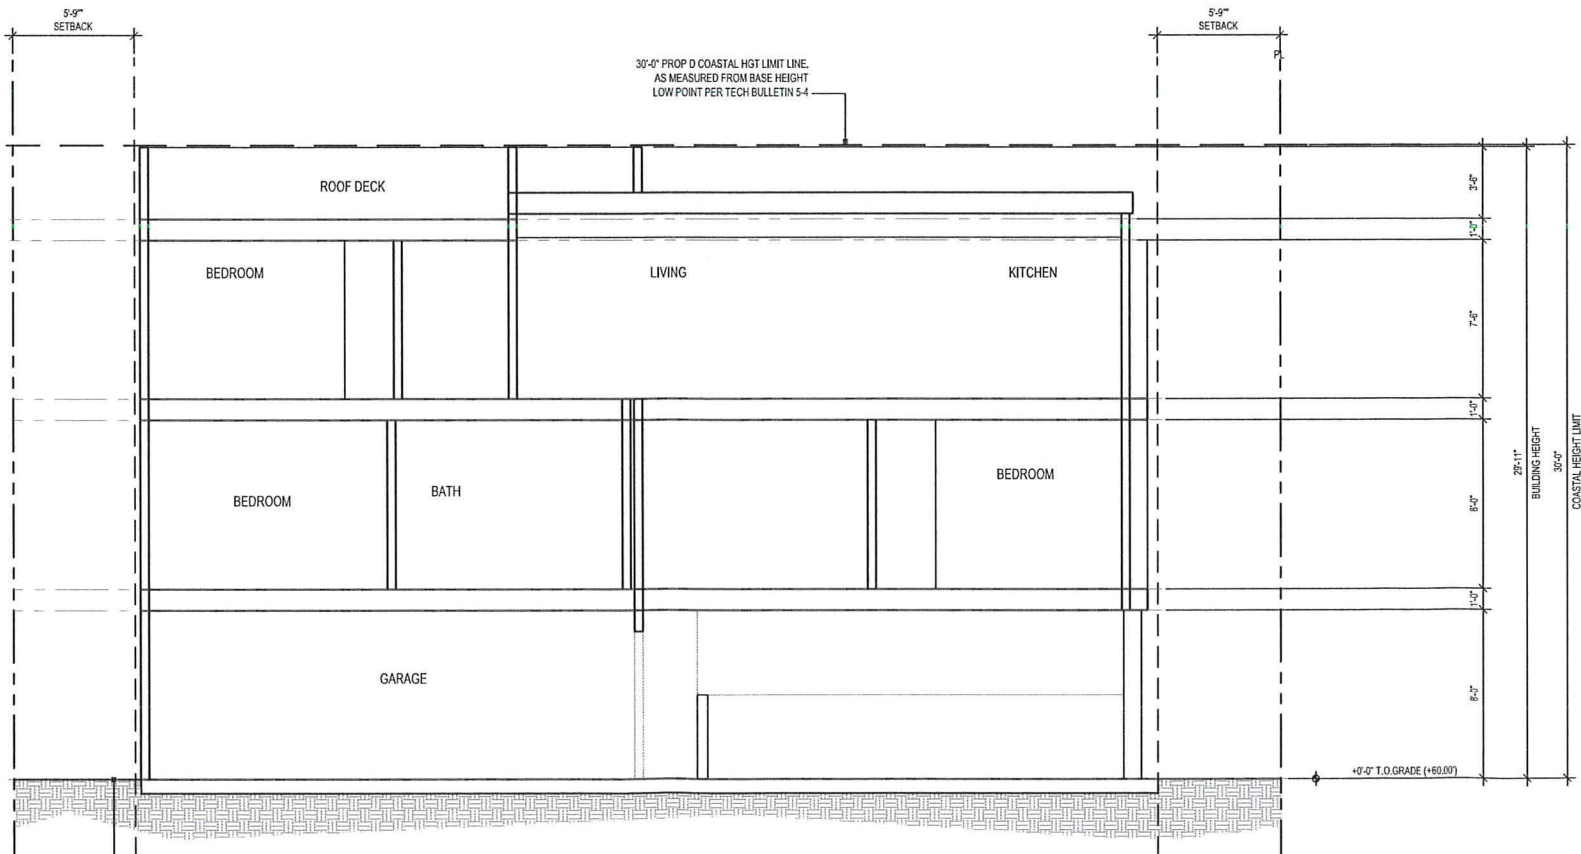 5'-9""
SETBACK
5'-9""
SETBACK
PL
30'-0" PROP D COASTAL HGT LIMIT LINE,
AS MEASURED FROM BASE HEIGHT
LOW POINT PER TECH BULLETIN 5-4
ROOF DECK
3'-6"
1'-0"
BEDROOM
LIVING
KITCHEN
7'-6"
1'-0"
BEDROOM
BATH
BEDROOM
8'-0"
1'-0"
GARAGE
8'-0"
29'-11"
BUILDING HEIGHT
30'-0"
COASTAL HEIGHT LIMIT
+0'-0" T.O.GRADE (+60.00')